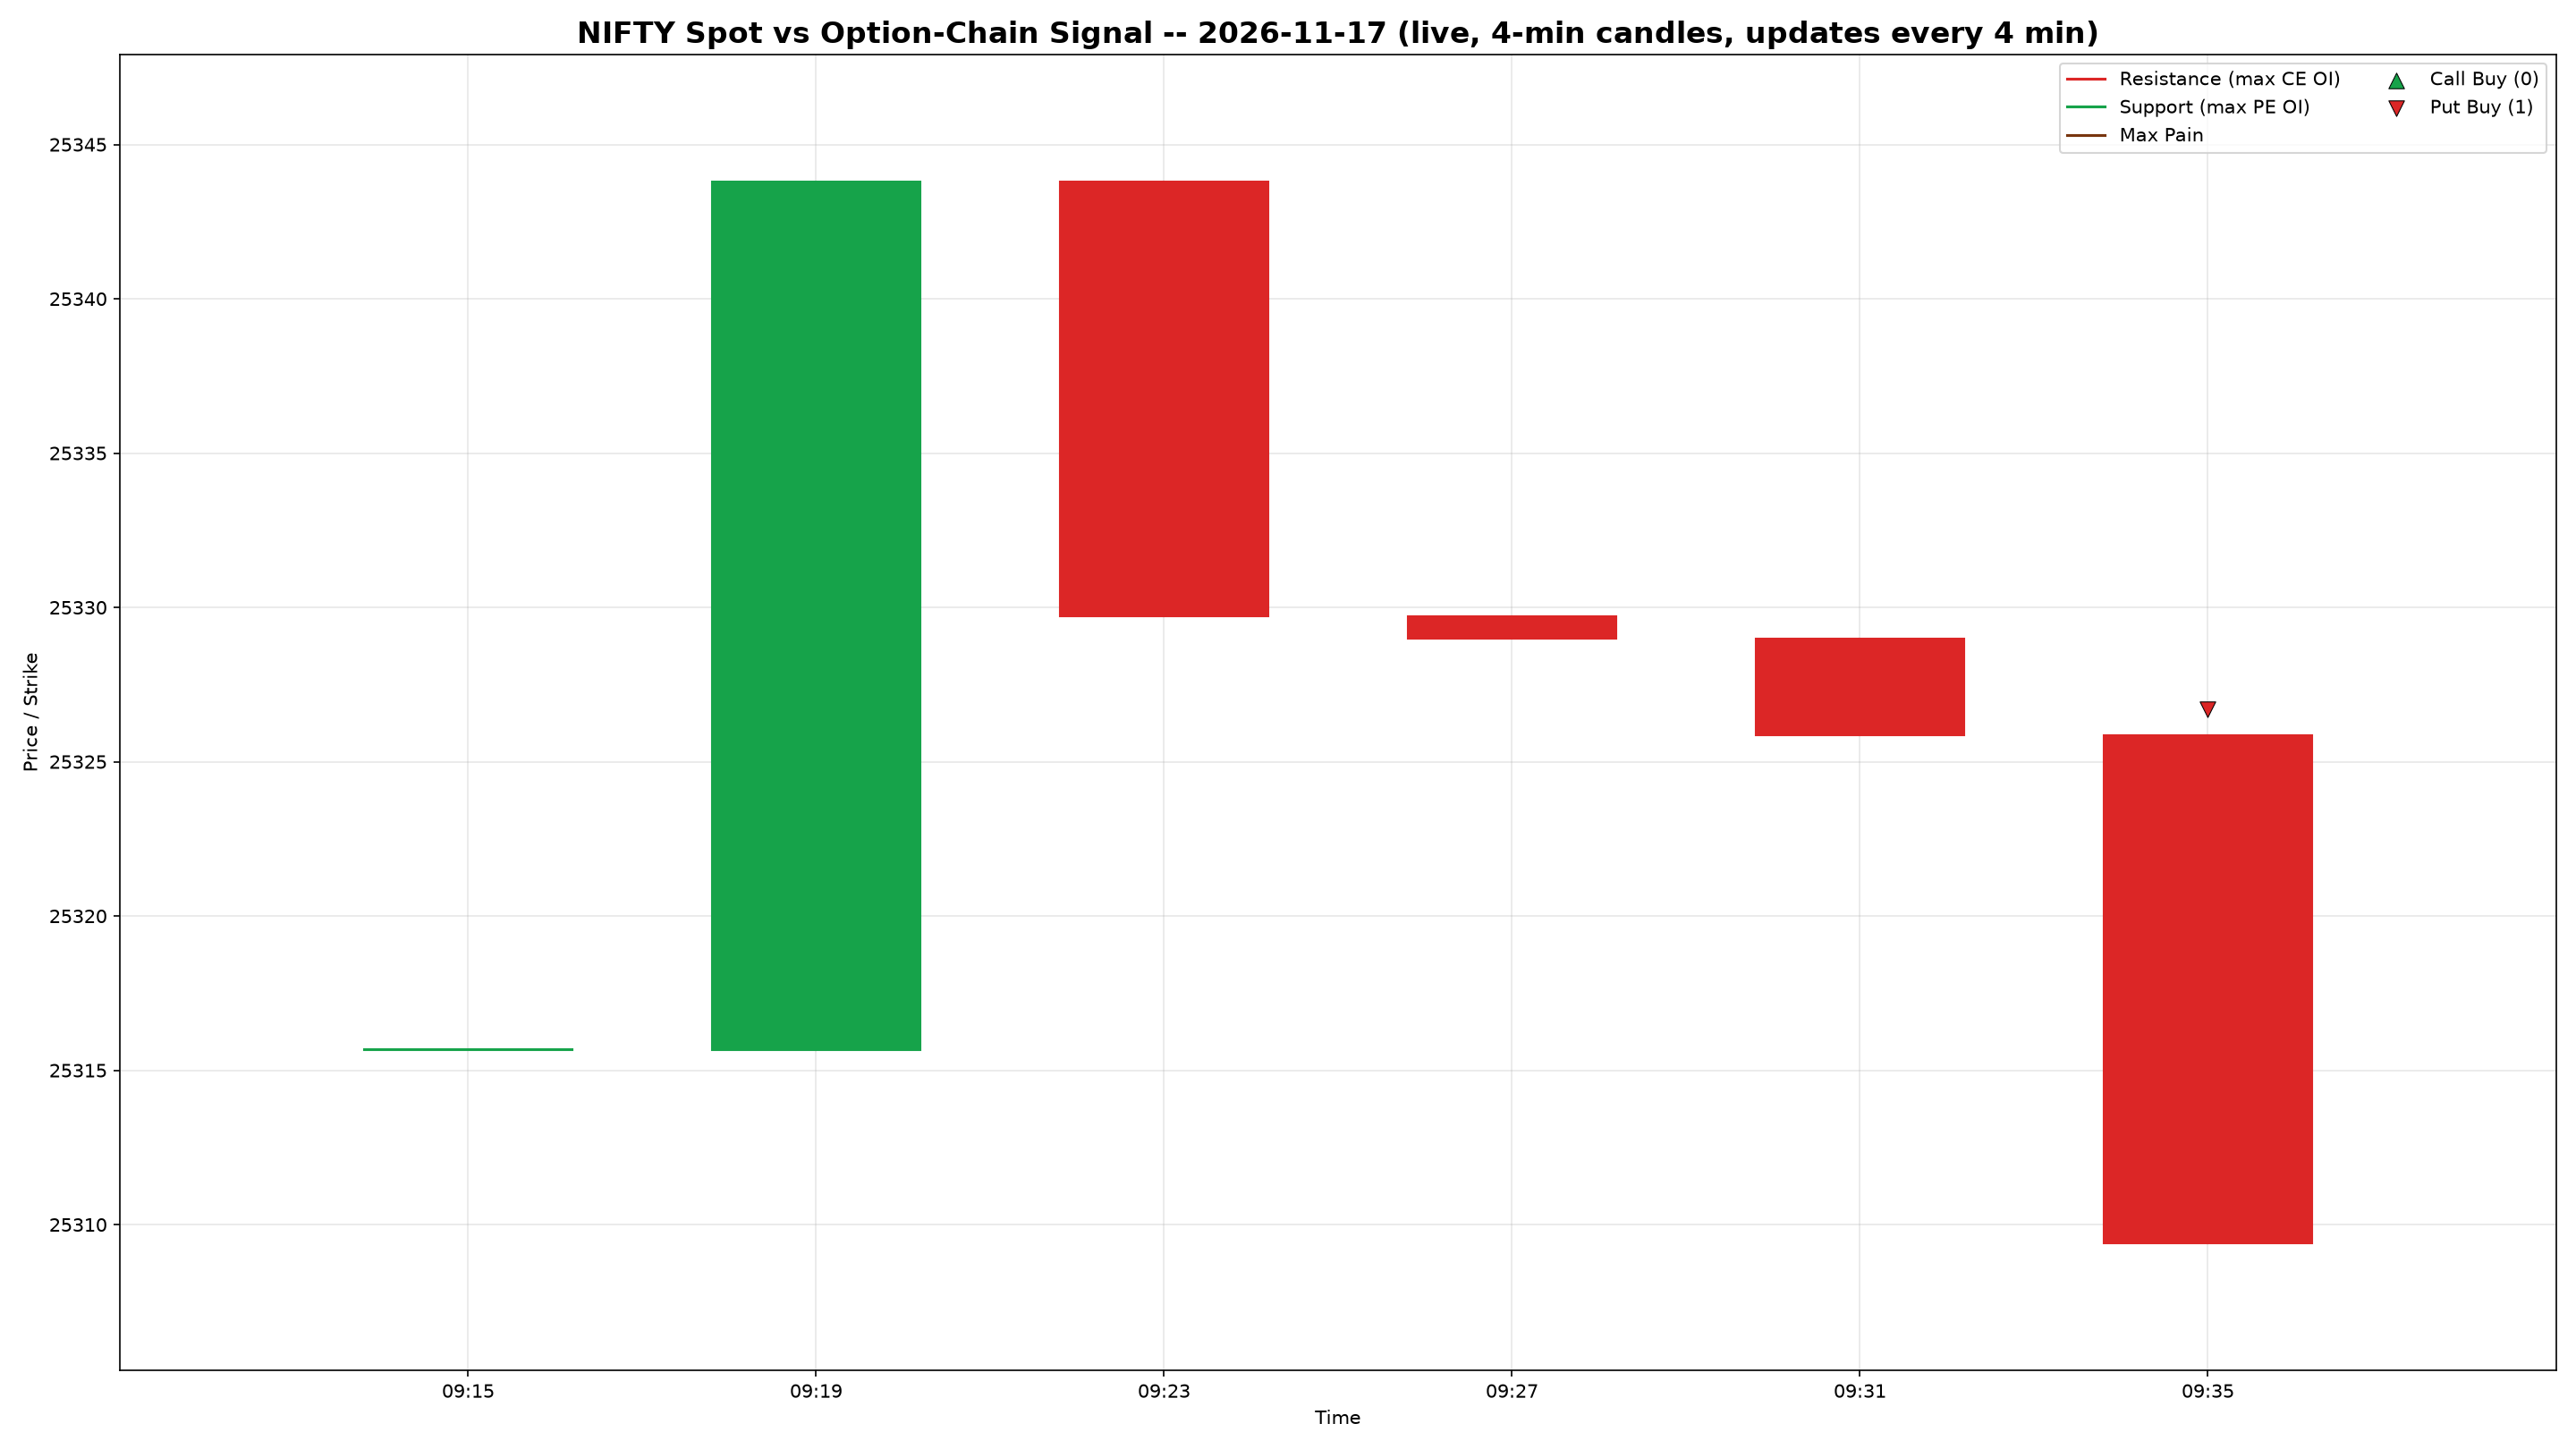 NIFTY Spot vs Option-Chain Signal -- 2026-11-17 (live, 4-min candles, updates every 4 min)
Resistance (max CE OI)
Support (max PE OI)
Max Pain
Call Buy (0)
Put Buy (1)
Price / Strike
25345
25340
25335
25330
25325
25320
25315
25310
09:15
09:19
09:23
09:27
09:31
09:35
Time